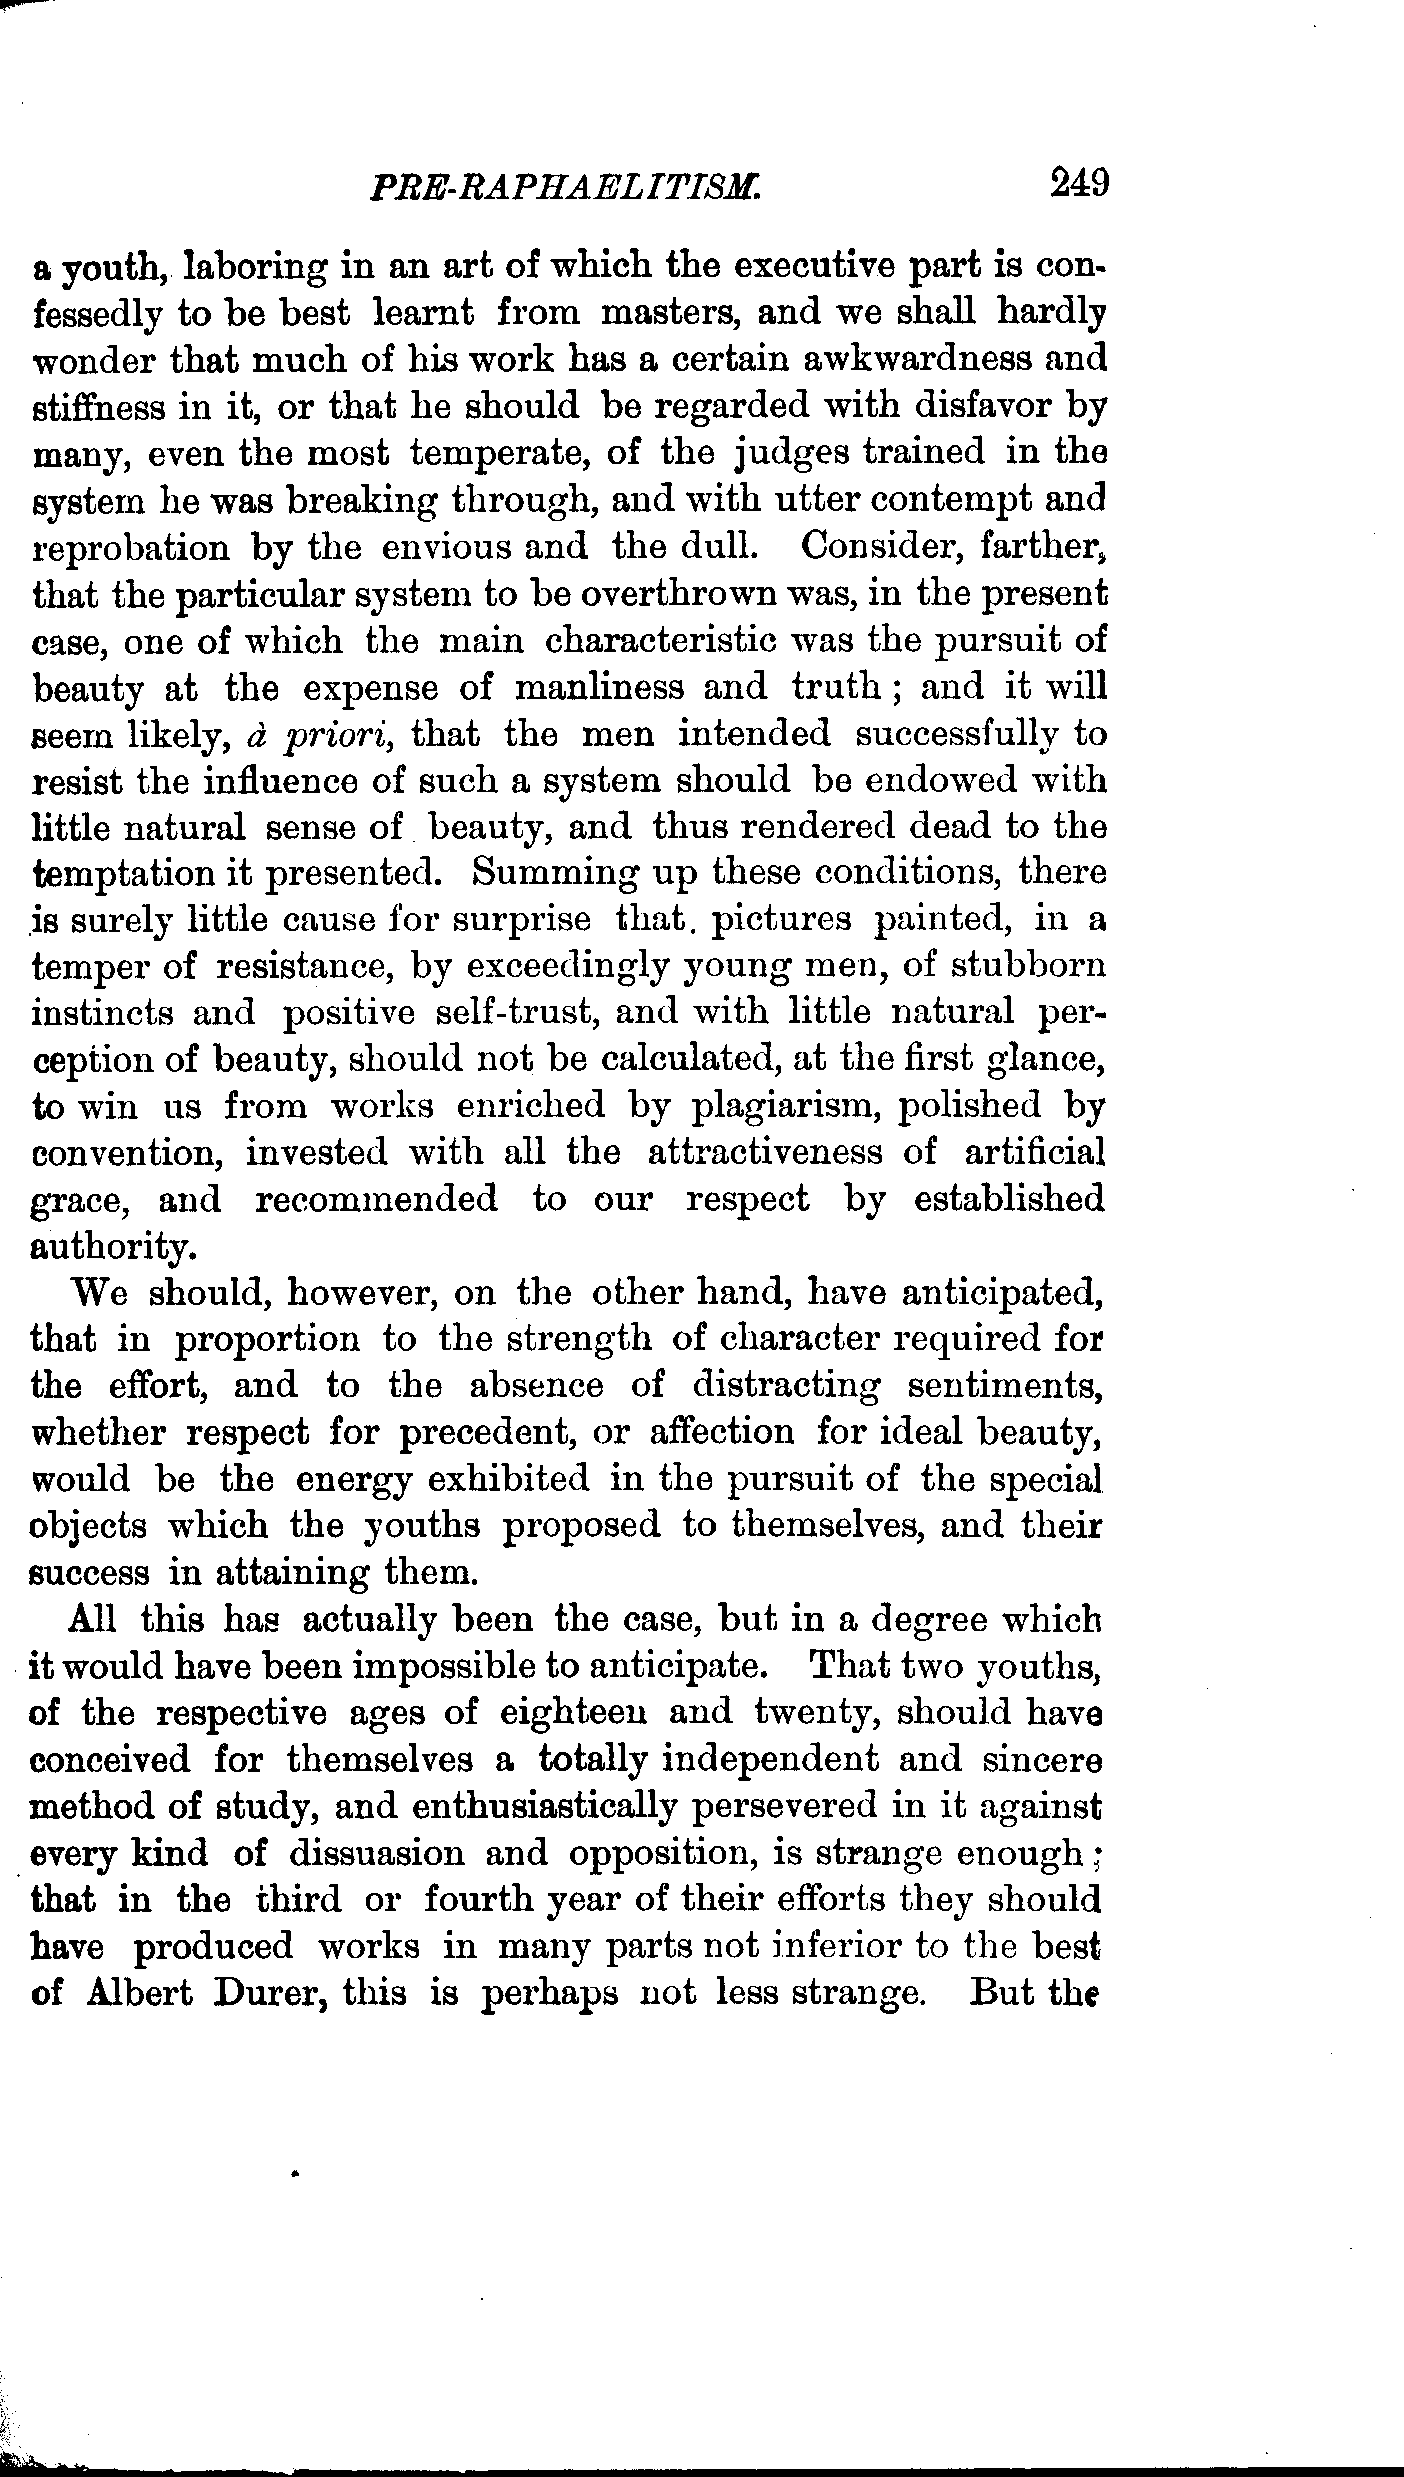 PRE-RAPHAELITISM. 249
a youth, laboring in an art of which the executive part is con-
fessedly to be best learnt from masters, and we shall hardly
wonder that much of his work has a certain awkwardness and
stiffness in it, or that he should be regarded with disfavor by
many, even the most temperate, of the judges trained in the
system he was breaking through, and with utter contempt and
reprobation by the envious and the dull. Consider, farther,
that the particular system to be overthrown was, in the present
case, one of which the main characteristic was the pursuit of
beauty at the expense of manliness and truth ; and it will
seem likely, à priori, that the men intended successfully to
resist the influence of such a system should be endowed with
little natural sense of beauty, and thus rendered dead to the
temptation it presented. Summing up these conditions, there
is surely little cause for surprise that pictures painted, in a
temper of resistance, by exceedingly young men, of stubborn
instincts and positive self-trust, and with little natural per-
ception of beauty, should not be calculated, at the first glance,
to win us from works enriched by plagiarism, polished by
convention, invested with all the attractiveness of artificial
grace, and recommended to our respect by established
authority.
We should, however, on the other hand, have anticipated,
that in proportion to the strength of character required for
the effort, and to the absence of distracting sentiments,
whether respect for precedent, or affection for ideal beauty,
would be the energy exhibited in the pursuit of the special
objects which the youths proposed to themselves, and their
success in attaining them.
All this has actually been the case, but in a degree which
it would have been impossible to anticipate. That two youths,
of the respective ages of eighteen and twenty, should have
conceived for themselves a totally independent and sincere
method of study, and enthusiastically persevered in it against
every kind of dissuasion and opposition, is strange enough ;
that in the third or fourth year of their efforts they should
have produced works in many parts not inferior to the best
of Albert Durer, this is perhaps not less strange. But the